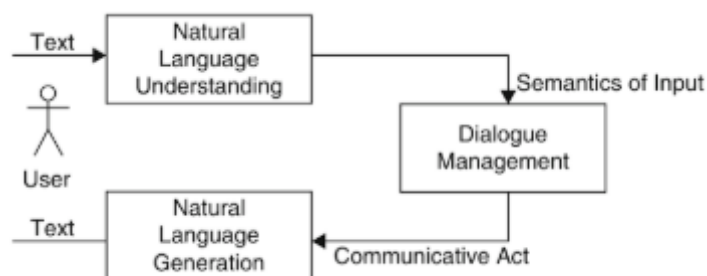 Text
Natural
Language
Understanding
Semantics of Input
Dialogue
Management
User
Text
Natural
Language
Generation
Communicative Act